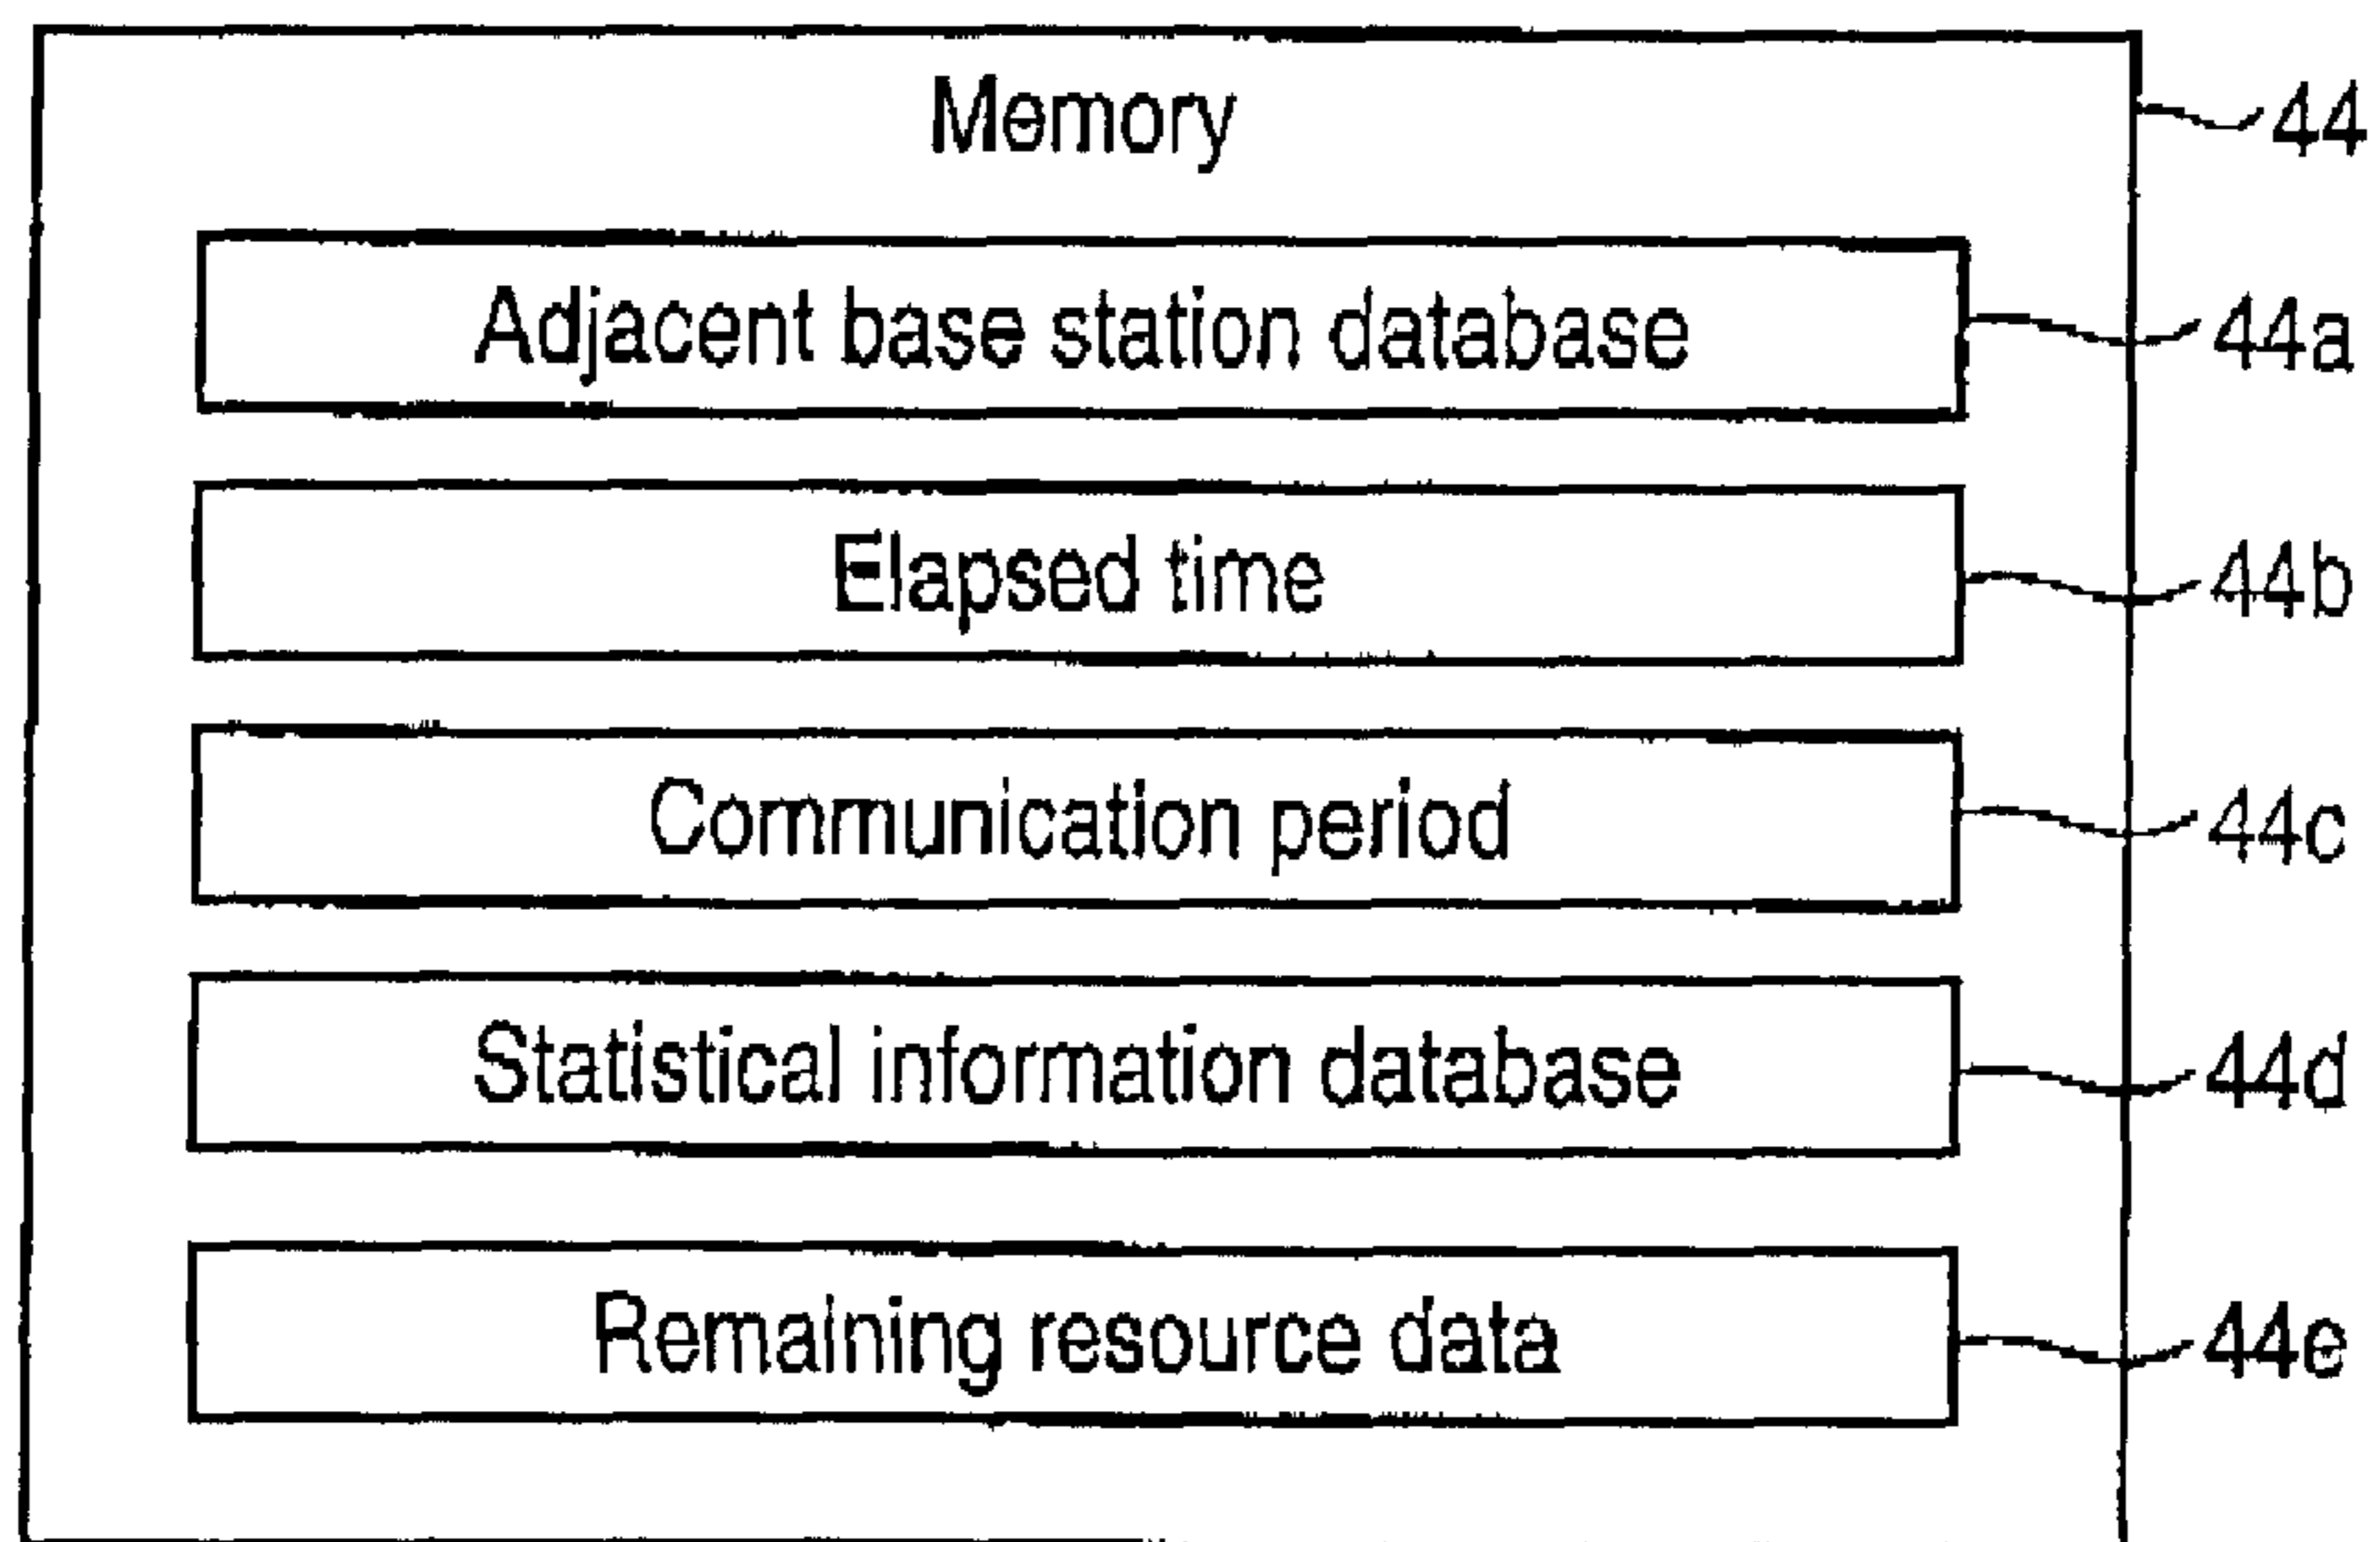 Memory
44
Adjacent base station database
44a
Elapsed time
44b
Communication period
44c
Statistical information database
44d
Remaining resource data
44e